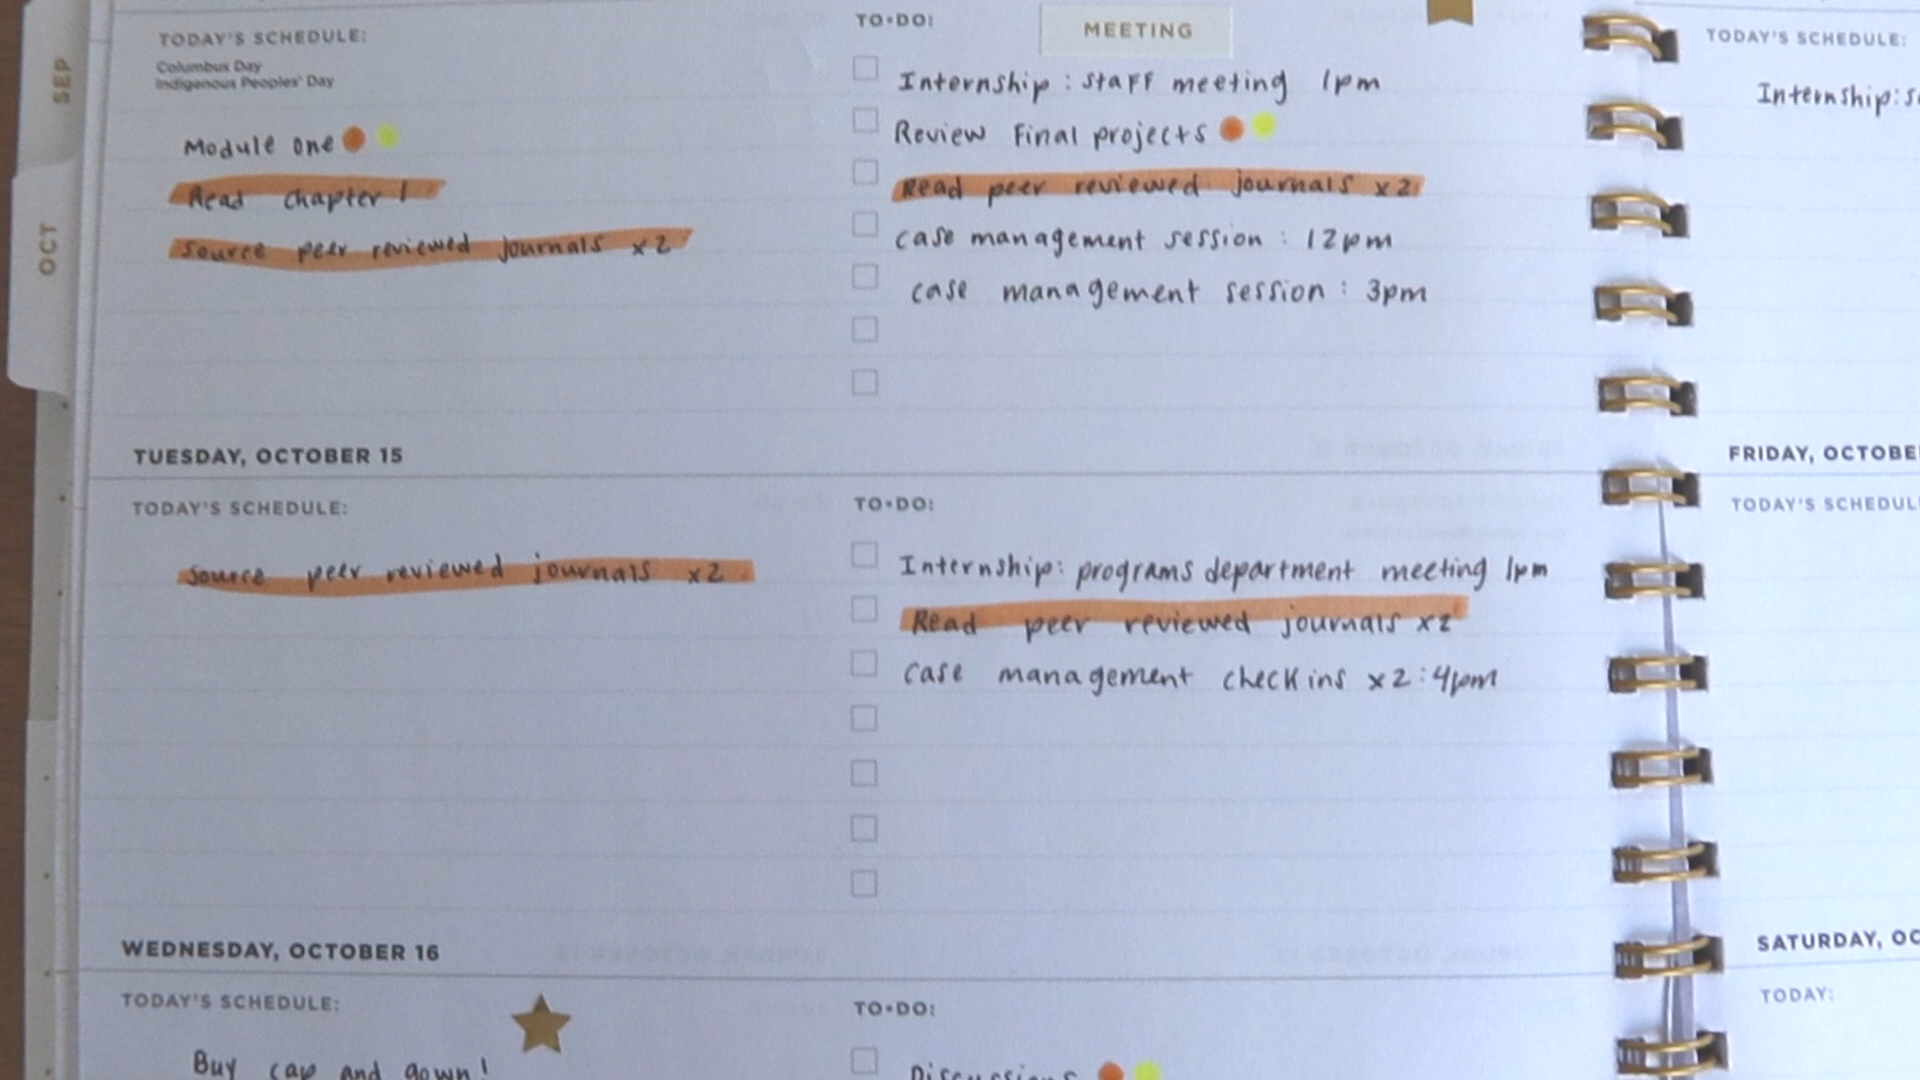 SEP
OCT
TODAY'S SCHEDULE:
Columbus Day
Indigenous Peoples' Day
Module one
Read chapter 1
Source peer reviewed journals x2
TO•DO:
MEETING
Internship: staff meeting 1pm
Review Final projects
Read peer reviewed journals x2
case management session: 12pm
case management session: 3pm
TUESDAY, OCTOBER 15
TODAY'S SCHEDULE:
source peer reviewed journals x2
TO•DO:
Internship: programs department meeting 1pm
Read peer reviewed journals x2
case management check ins x2:4pm
WEDNESDAY, OCTOBER 16
TODAY'S SCHEDULE:
Buy cap and gown!
TO•DO:
Discussions
TODAY'S SCHEDULE:
Internship:
FRIDAY, OCTOBE
TODAY'S SCHEDUL
SATURDAY, OC
TODAY: